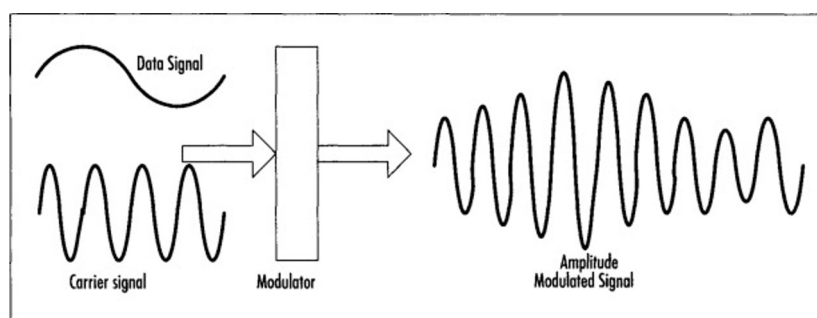 Data Signal
Carrier signal
Modulator
Amplitude
Modulated Signal